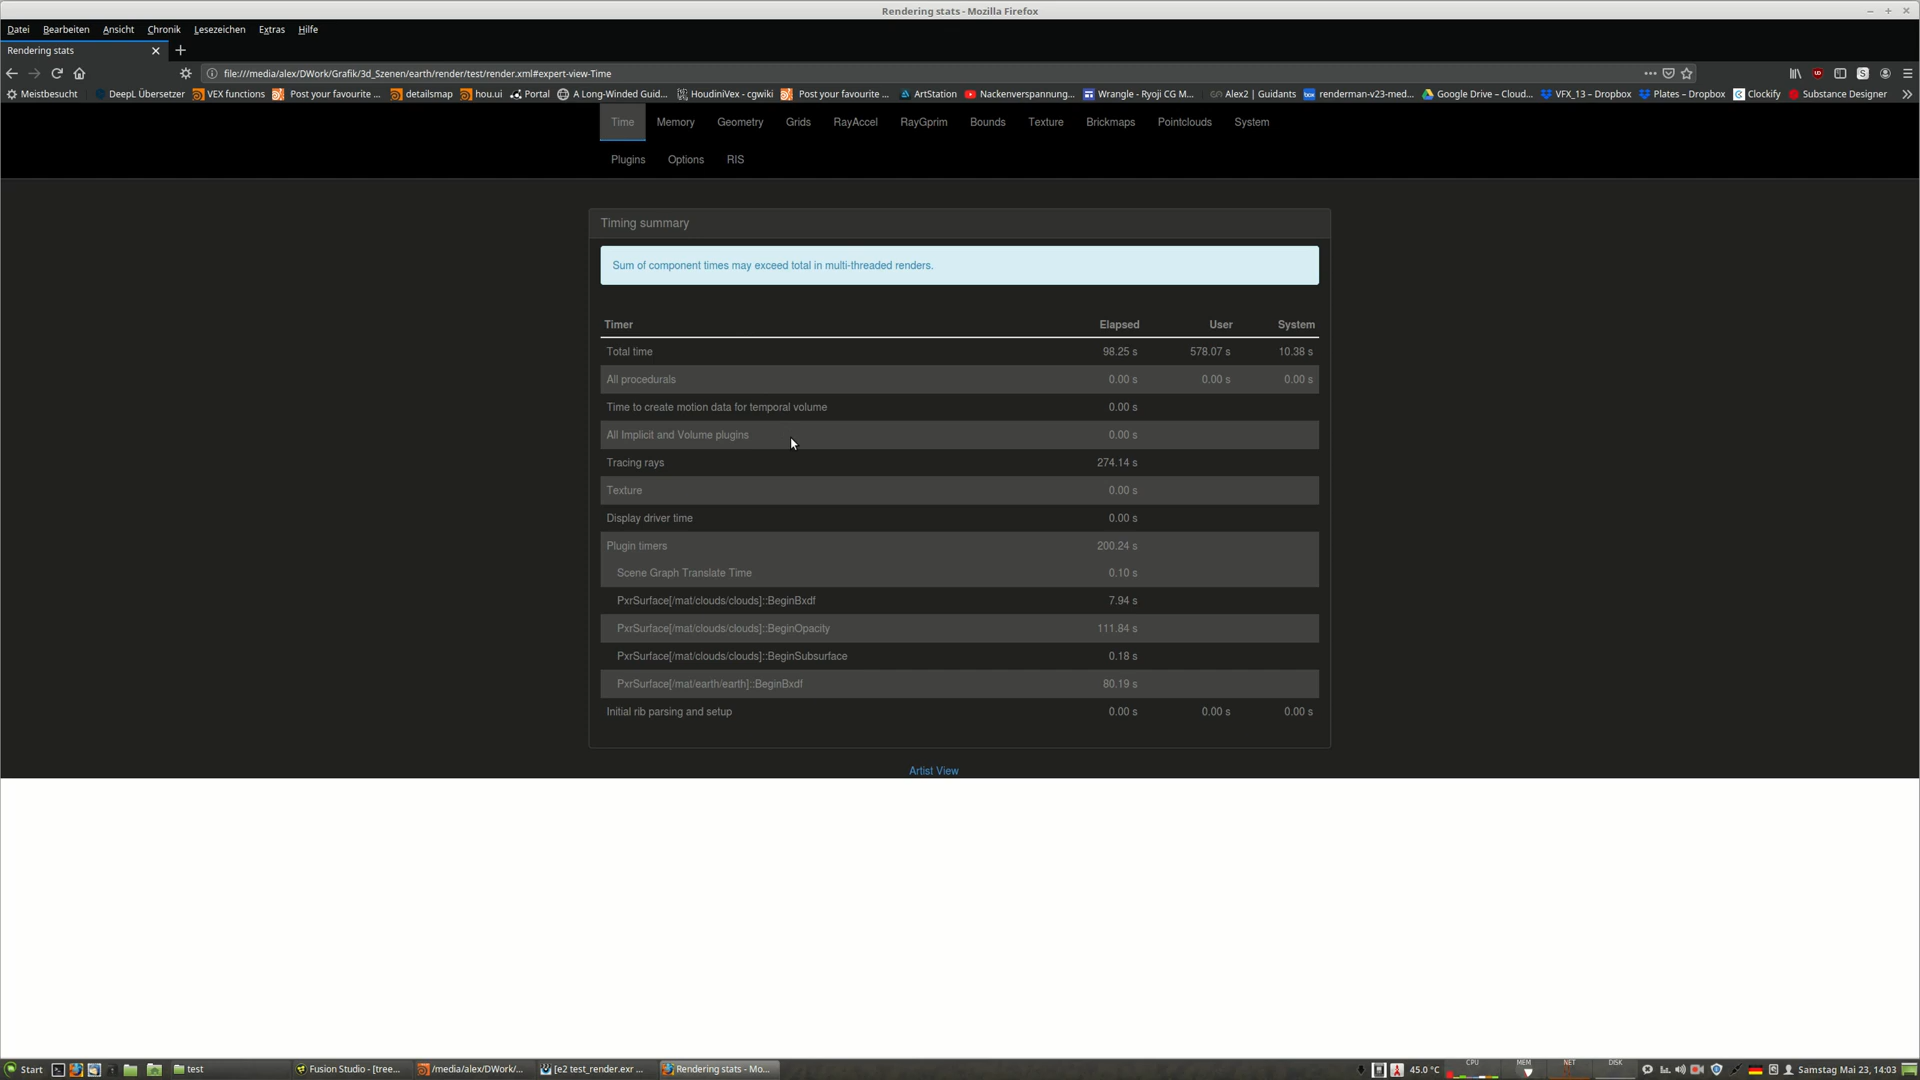 Rendering stats - Mozilla Firefox
Datei Bearbeiten Ansicht Chronik Lesezeichen Extras Hilfe
Rendering stats
file:///media/alex/DWork/Grafik/3d_Szenen/earth/render/test/render.xml#expert-view-Time
Meistbesucht DeepL Übersetzer VEX functions Post your favourite ... detailsmap hou.ui Portal A Long-Winded Guid... HoudiniVex - cgwiki Post your favourite ... ArtStation Nackenverspannung... Wrangle - Ryoji CG M... Alex2 | Guidants renderman-v23-med... Google Drive – Cloud... VFX_13 – Dropbox Plates – Dropbox Clockify Substance Designer
Time Memory Geometry Grids RayAccel RayGprim Bounds Texture Brickmaps Pointclouds System
Plugins Options RIS
Timing summary
Sum of component times may exceed total in multi-threaded renders.
Timer Elapsed User System
Total time 98.25 s 578.07 s 10.38 s
All procedurals 0.00 s 0.00 s 0.00 s
Time to create motion data for temporal volume 0.00 s
All Implicit and Volume plugins 0.00 s
Tracing rays 274.14 s
Texture 0.00 s
Display driver time 0.00 s
Plugin timers 200.24 s
Scene Graph Translate Time 0.10 s
PxrSurface[/mat/clouds/clouds]::BeginBxdf 7.94 s
PxrSurface[/mat/clouds/clouds]::BeginOpacity 111.84 s
PxrSurface[/mat/clouds/clouds]::BeginSubsurface 0.18 s
PxrSurface[/mat/earth/earth]::BeginBxdf 80.19 s
Initial rib parsing and setup 0.00 s 0.00 s 0.00 s
Artist View
Start test Fusion Studio - [tree... /media/alex/DWork/... [e2 test_render.exr ... Rendering stats - Mo... 45.0 °C CPU MEM NET DISK Samstag Mai 23, 14:03